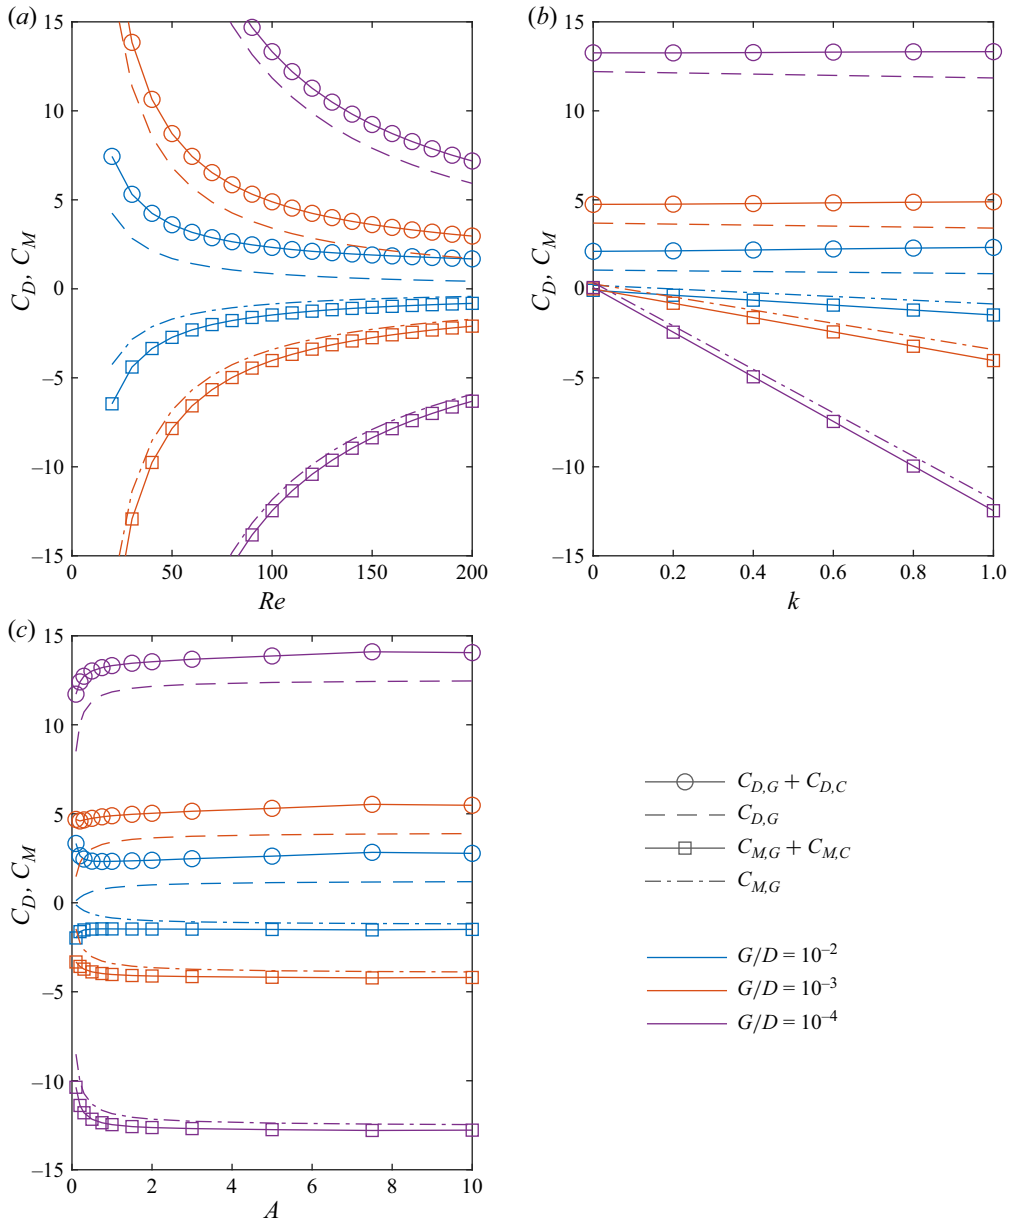 (a)
15
10
5
0
–5
–10
–15
C_D, C_M
0 50 100 150 200
Re
(b)
15
10
5
0
–5
–10
–15
C_D, C_M
0 0.2 0.4 0.6 0.8 1.0
k
(c)
15
10
5
0
–5
–10
–15
C_D, C_M
0 2 4 6 8 10
A
C_{D,G} + C_{D,C}
C_{D,G}
C_{M,G} + C_{M,C}
C_{M,G}
G/D = 10^{–2}
G/D = 10^{–3}
G/D = 10^{–4}